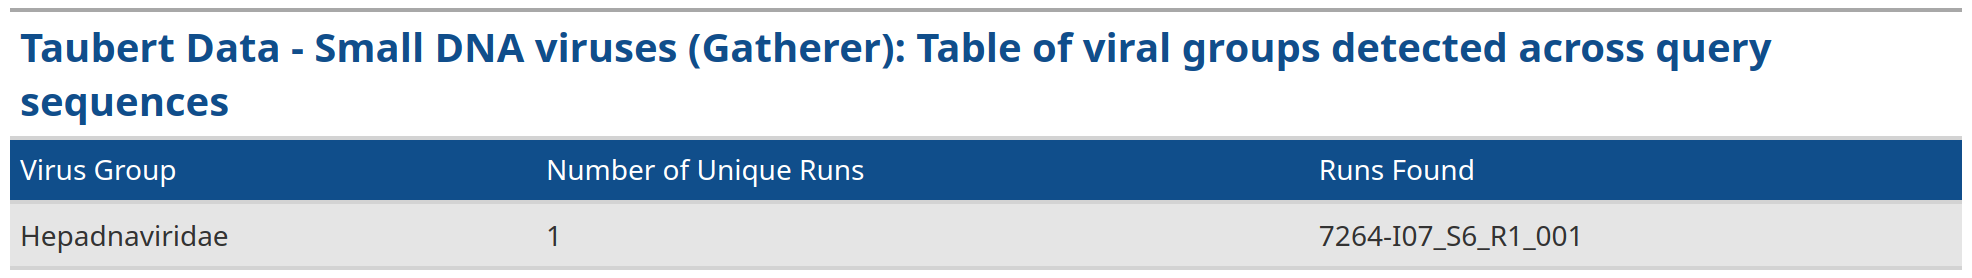 Taubert Data - Small DNA viruses (Gatherer): Table of viral groups detected across query
sequences
Virus Group Number of Unique Runs Runs Found
Hepadnaviridae 1 7264-I07_S6_R1_001